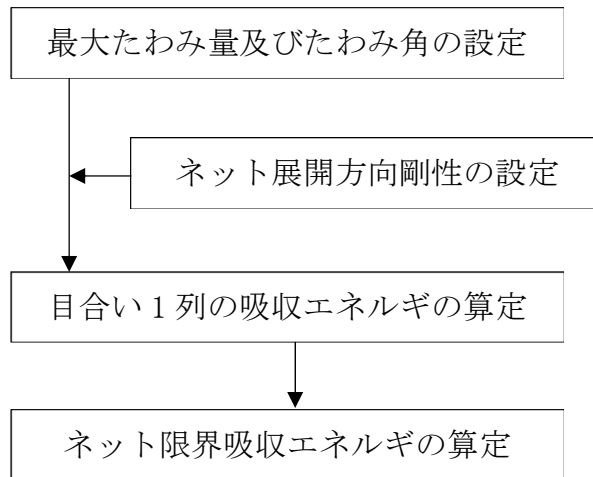 最大たわみ量及びたわみ角の設定
ネット展開方向剛性の設定
目合い1列の吸収エネルギの算定
ネット限界吸収エネルギの算定